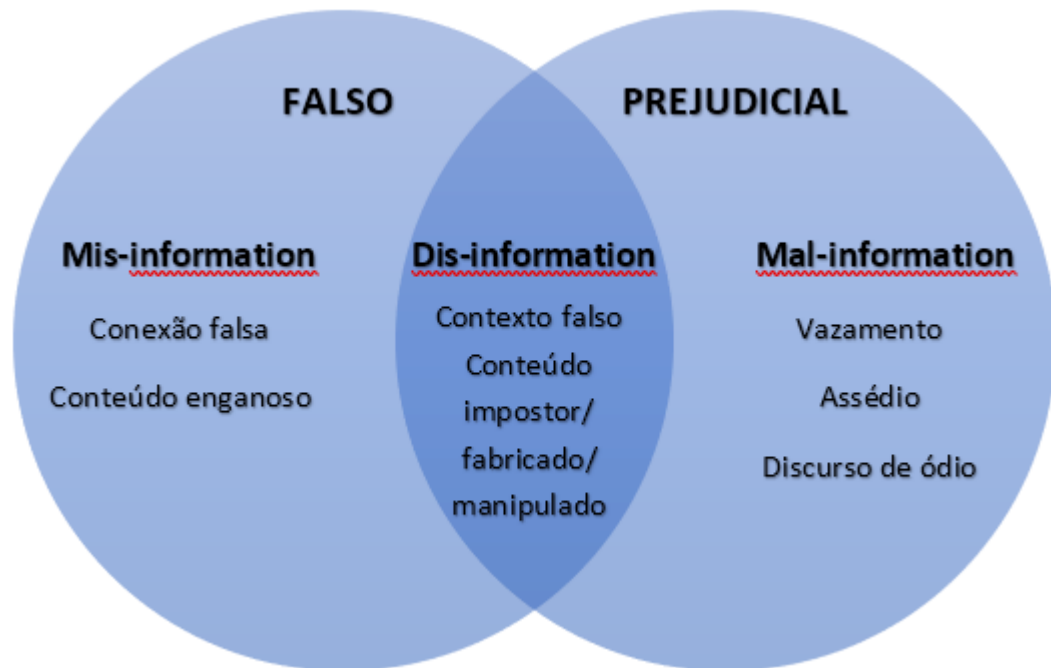 FALSO
PREJUDICIAL
Mis-information
Conexão falsa
Conteúdo enganoso
Dis-information
Contexto falso
Conteúdo
impostor/
fabricado/
manipulado
Mal-information
Vazamento
Assédio
Discurso de ódio